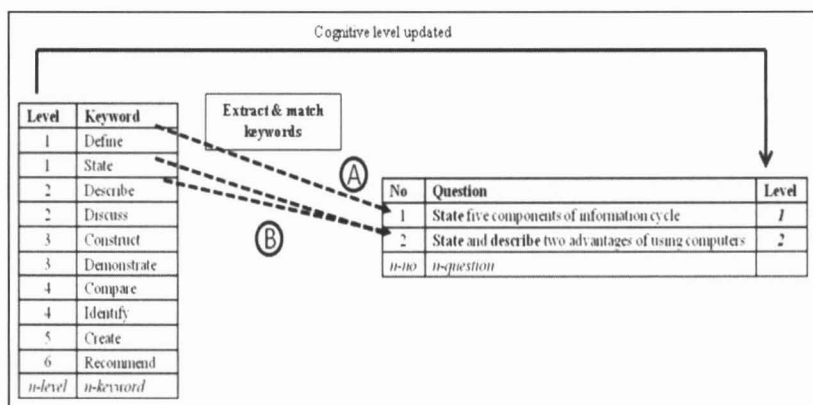 Cognitive level updated
Extract & match
keywords
Level Keyword
1 Define
1 State
2 Describe
2 Discuss
3 Construct
3 Demonstrate
4 Compare
4 Identify
5 Create
6 Recommend
n-level n-keyword
A
B
No Question Level
1 State five components of information cycle 1
2 State and describe two advantages of using computers 2
n-no n-question